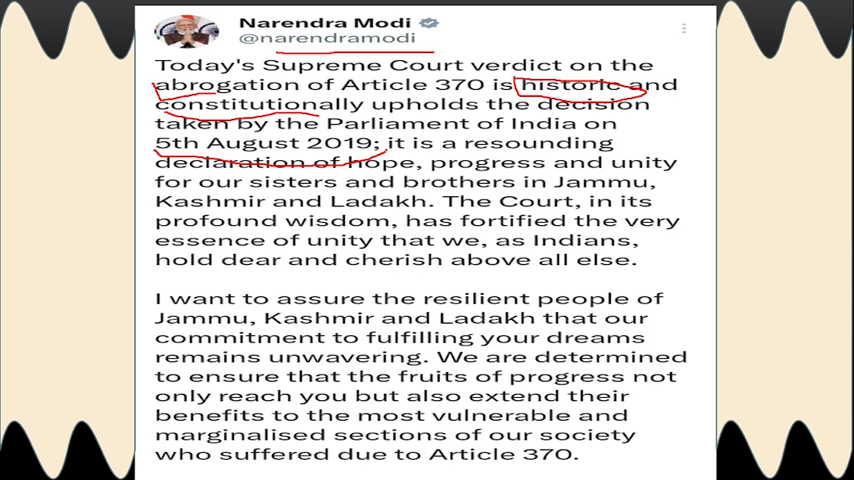 Narendra Modi
@narendramodi
Today's Supreme Court verdict on the
abrogation of Article 370 is historic and
constitutionally upholds the decision
taken by the Parliament of India on
5th August 2019; it is a resounding
declaration of hope, progress and unity
for our sisters and brothers in Jammu,
Kashmir and Ladakh. The Court, in its
profound wisdom, has fortified the very
essence of unity that we, as Indians,
hold dear and cherish above all else.
I want to assure the resilient people of
Jammu, Kashmir and Ladakh that our
commitment to fulfilling your dreams
remains unwavering. We are determined
to ensure that the fruits of progress not
only reach you but also extend their
benefits to the most vulnerable and
marginalised sections of our society
who suffered due to Article 370.